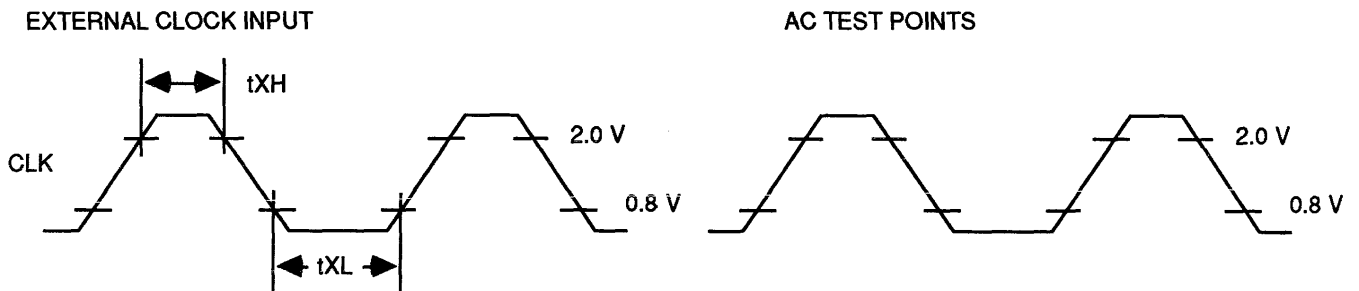 EXTERNAL CLOCK INPUT
AC TEST POINTS
tXH
2.0 V
2.0 V
CLK
0.8 V
0.8 V
tXL